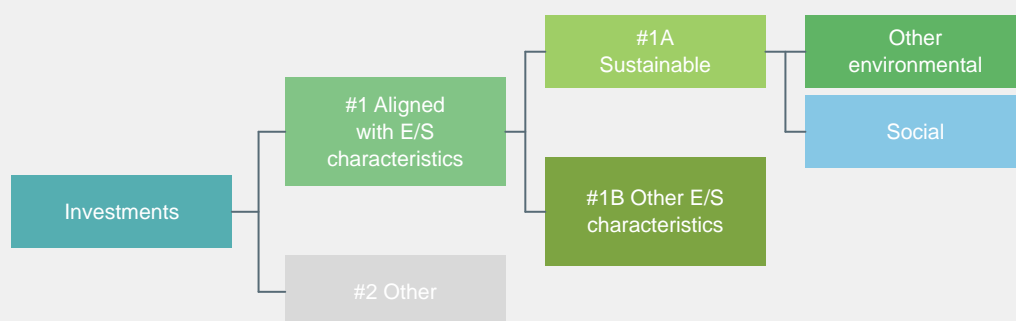 Investments
#1 Aligned
with E/S
characteristics
#2 Other
#1A
Sustainable
#1B Other E/S
characteristics
Other
environmental
Social